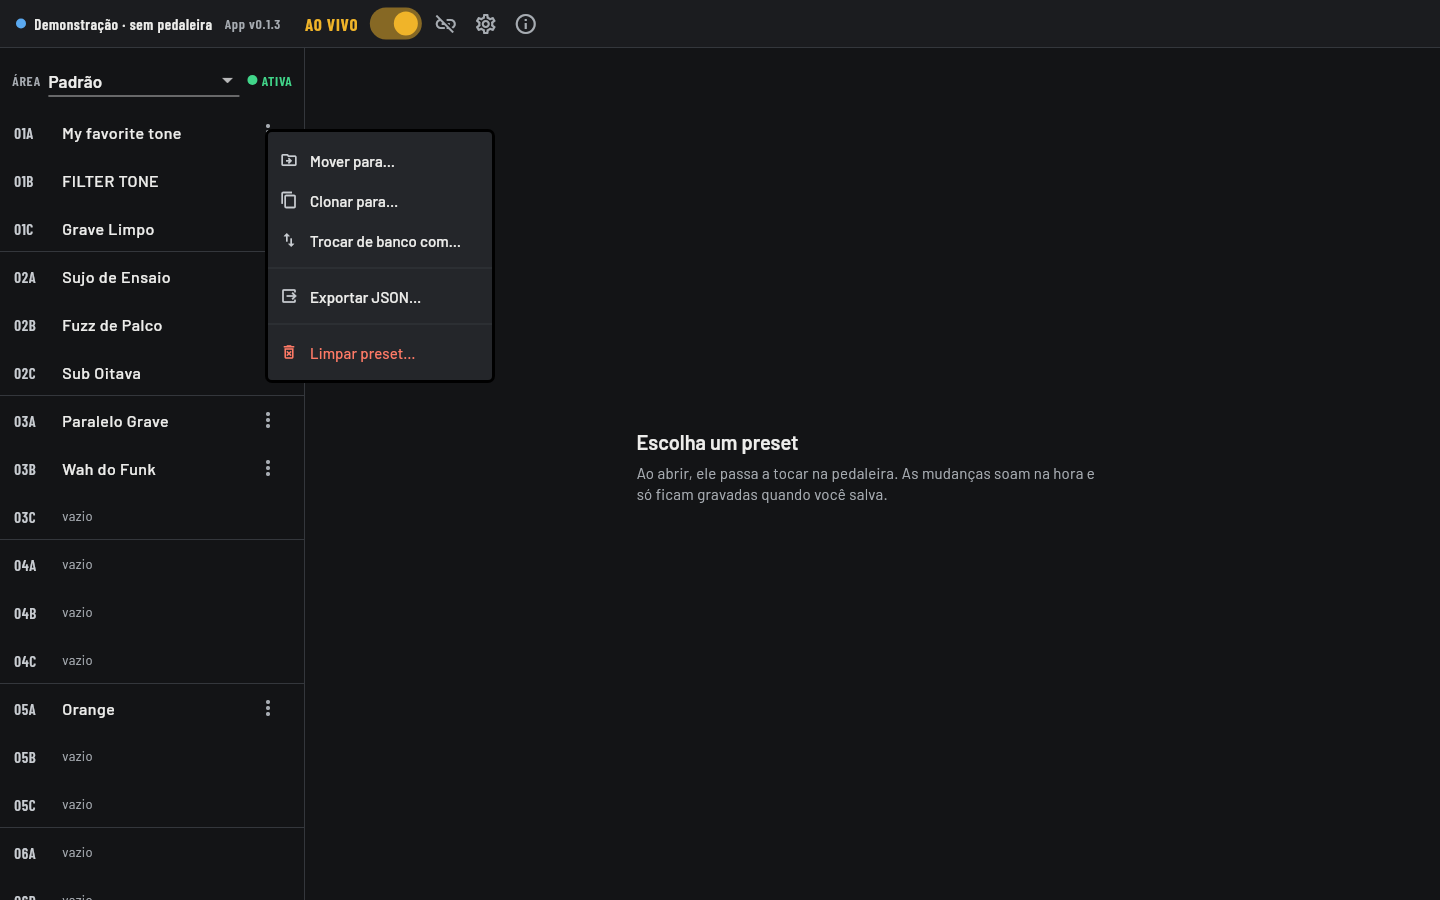 Demonstração · sem pedaleira App v0.1.3 AO VIVO
ÁREA Padrão ATIVA
01A My favorite tone
01B FILTER TONE
01C Grave Limpo
02A Sujo de Ensaio
02B Fuzz de Palco
02C Sub Oitava
03A Paralelo Grave
03B Wah do Funk
03C vazio
04A vazio
04B vazio
04C vazio
05A Orange
05B vazio
05C vazio
06A vazio
Mover para...
Clonar para...
Trocar de banco com...
Exportar JSON...
Limpar preset...
Escolha um preset
Ao abrir, ele passa a tocar na pedaleira. As mudanças soam na hora e
só ficam gravadas quando você salva.